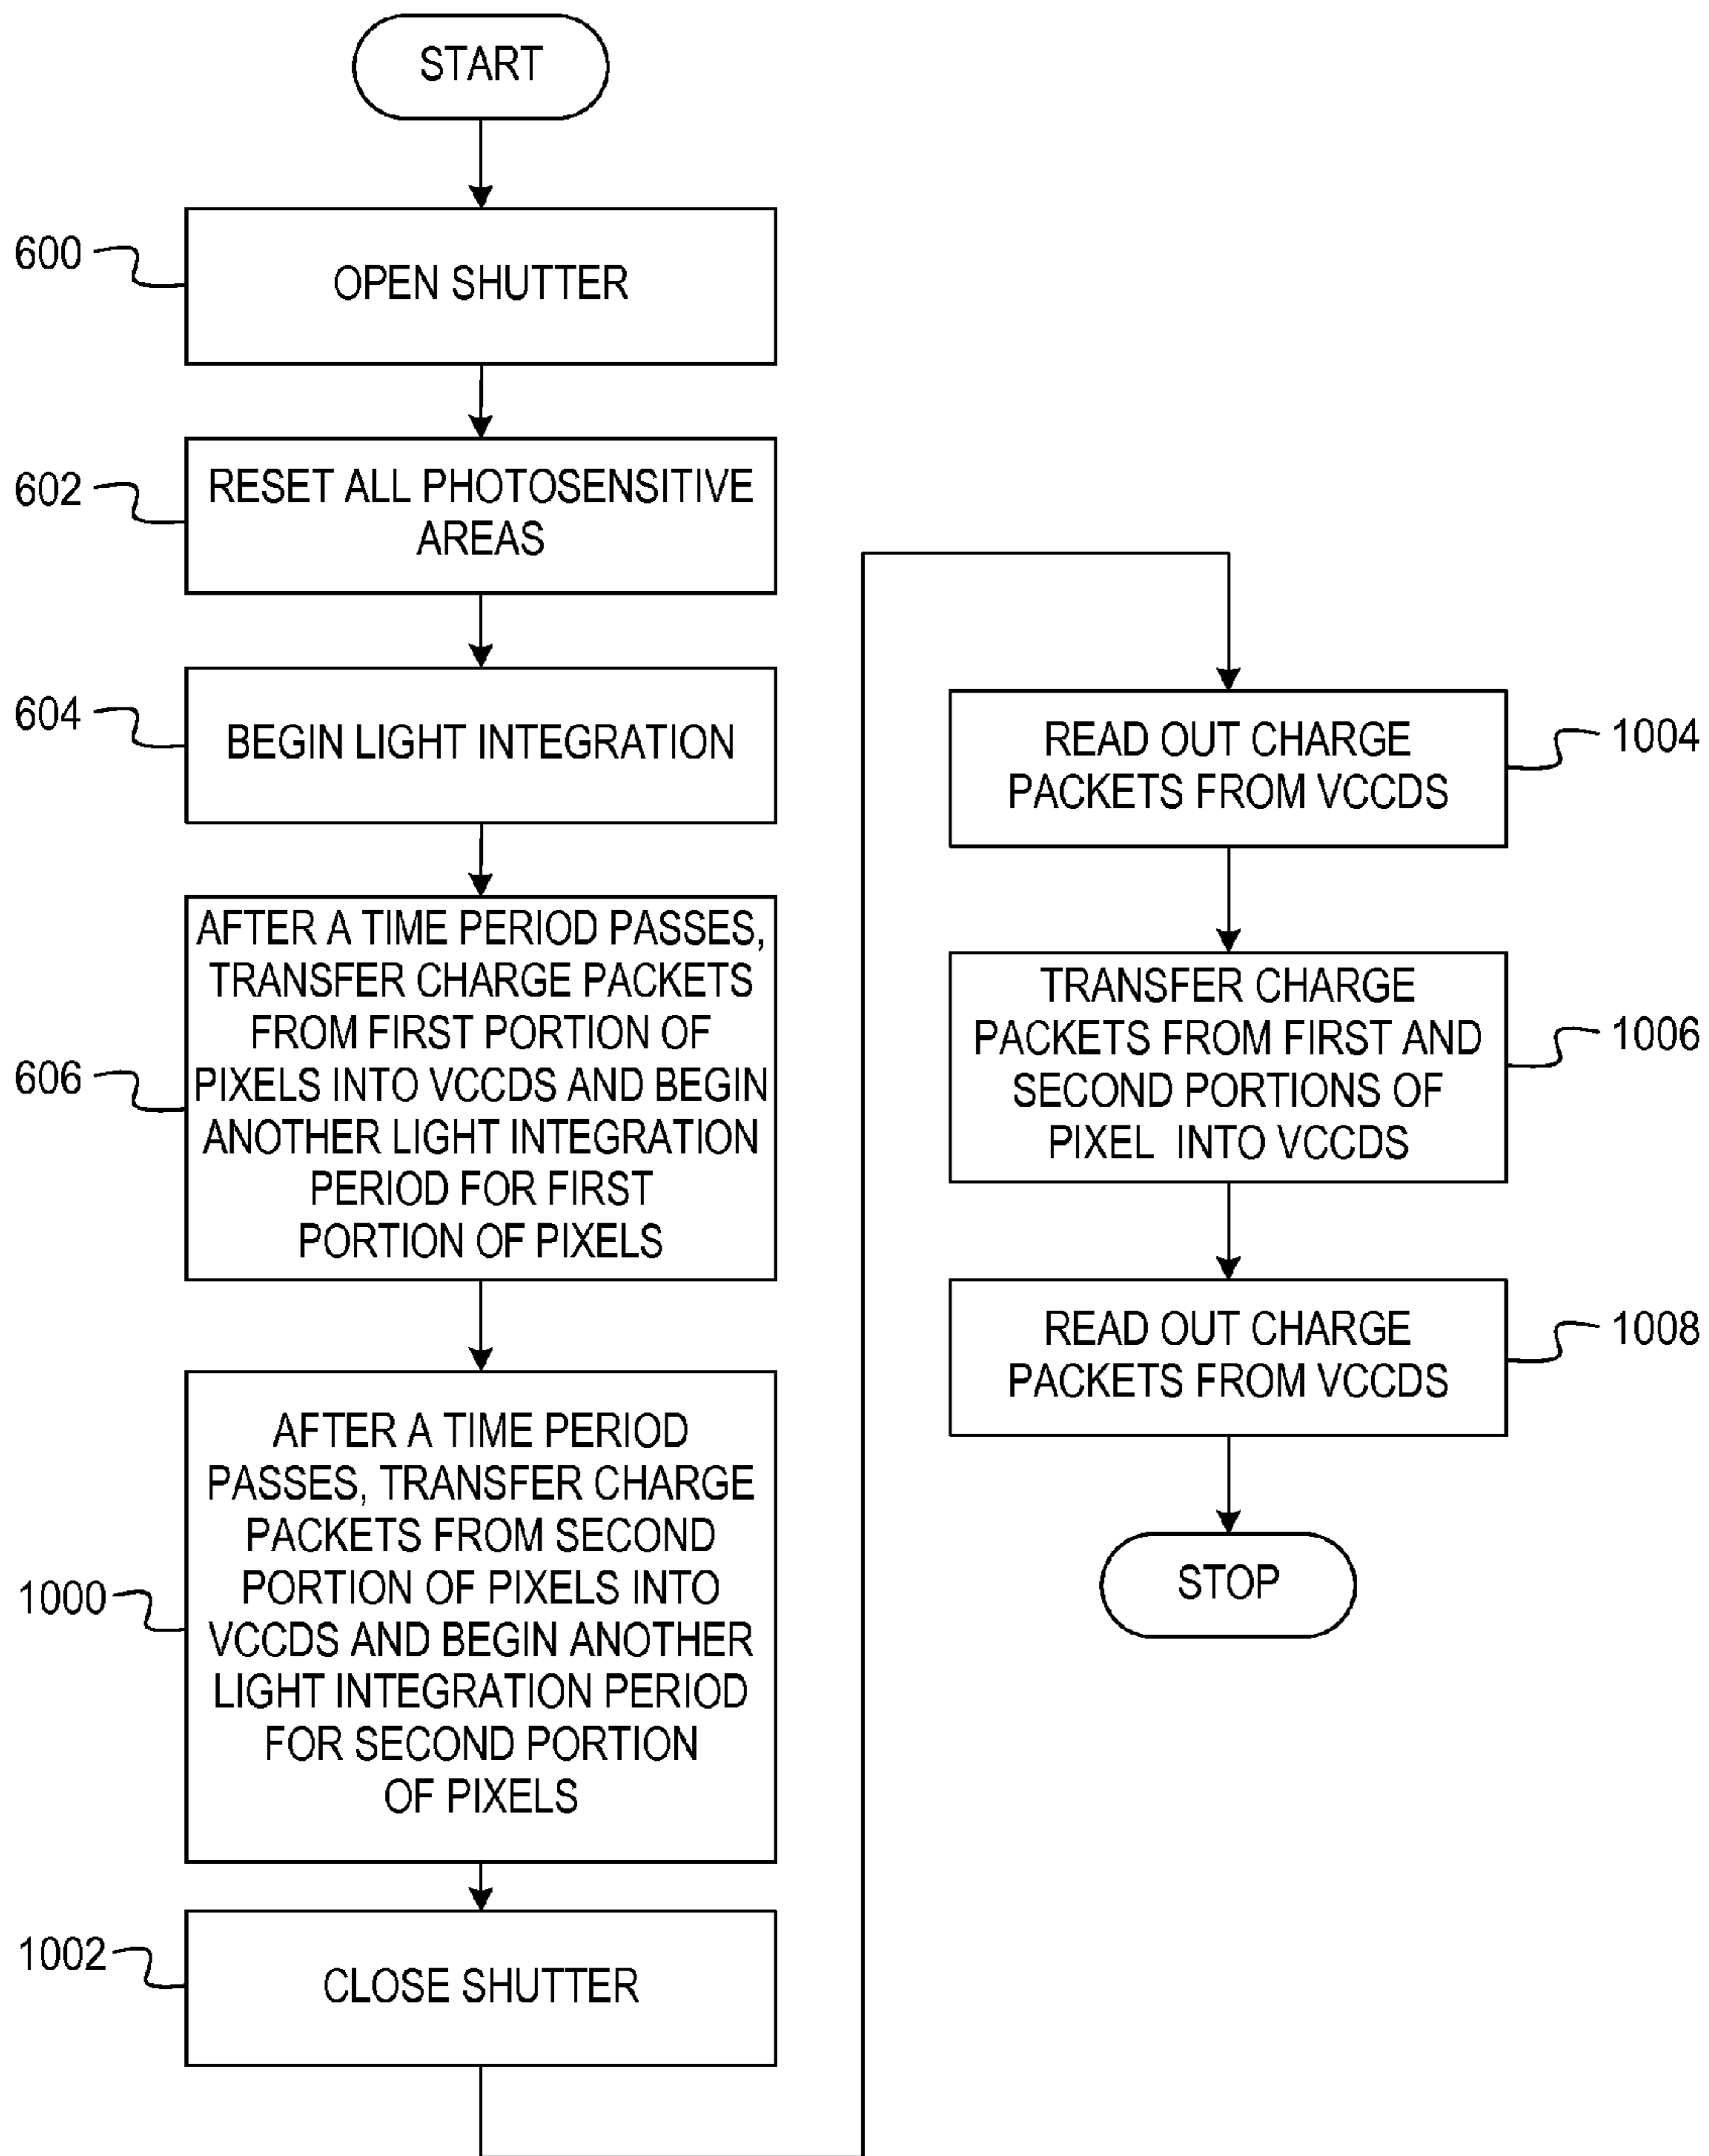 START
600
OPEN SHUTTER
602
RESET ALL PHOTOSENSITIVE
AREAS
604
BEGIN LIGHT INTEGRATION
606
AFTER A TIME PERIOD PASSES,
TRANSFER CHARGE PACKETS
FROM FIRST PORTION OF
PIXELS INTO VCCDS AND BEGIN
ANOTHER LIGHT INTEGRATION
PERIOD FOR FIRST
PORTION OF PIXELS
1000
AFTER A TIME PERIOD
PASSES, TRANSFER CHARGE
PACKETS FROM SECOND
PORTION OF PIXELS INTO
VCCDS AND BEGIN ANOTHER
LIGHT INTEGRATION PERIOD
FOR SECOND PORTION
OF PIXELS
1002
CLOSE SHUTTER
READ OUT CHARGE
PACKETS FROM VCCDS
1004
TRANSFER CHARGE
PACKETS FROM FIRST AND
SECOND PORTIONS OF
PIXEL INTO VCCDS
1006
READ OUT CHARGE
PACKETS FROM VCCDS
1008
STOP